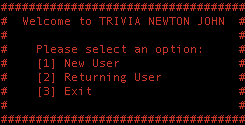 ###################################
#  Welcome to TRIVIA NEWTON JOHN  #
#                                 #
#    Please select an option:     #
#    [1] New User                 #
#    [2] Returning User           #
#    [3] Exit                     #
#                                 #
###################################